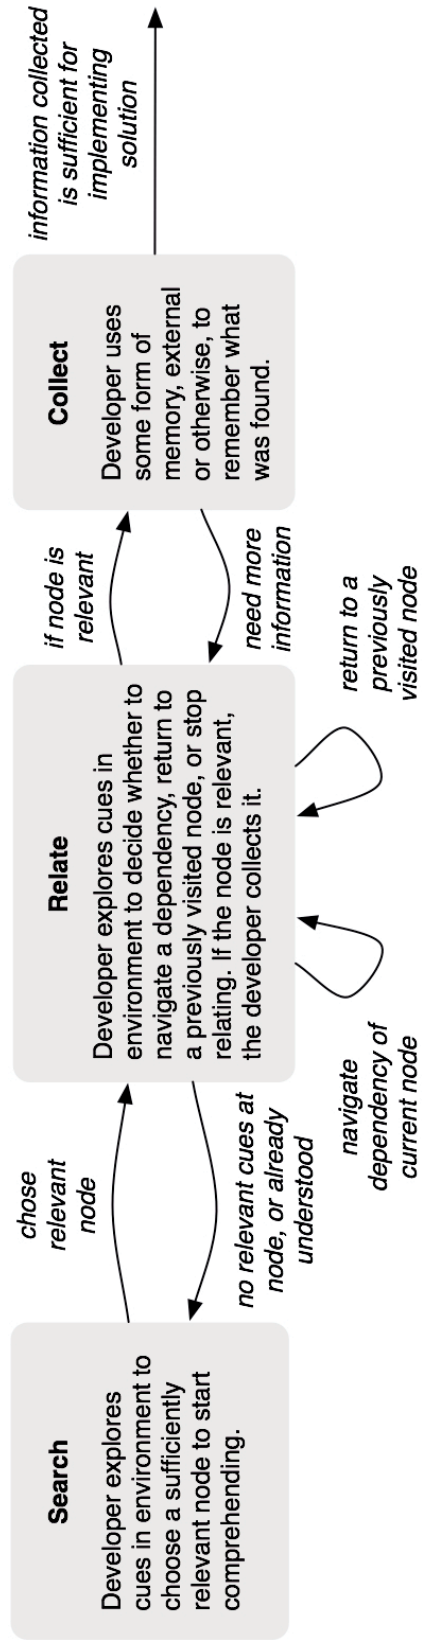 Search
Developer explores
cues in environment to
choose a sufficiently
relevant node to start
comprehending.
chose
relevant
node
no relevant cues at
node, or already
understood
Relate
Developer explores cues in
environment to decide whether to
navigate a dependency, return to
a previously visited node, or stop
relating. If the node is relevant,
the developer collects it.
navigate
dependency of
current node
return to a
previously
visited node
if node is
relevant
need more
information
Collect
Developer uses
some form of
memory, external
or otherwise, to
remember what
was found.
information collected
is sufficient for
implementing
solution